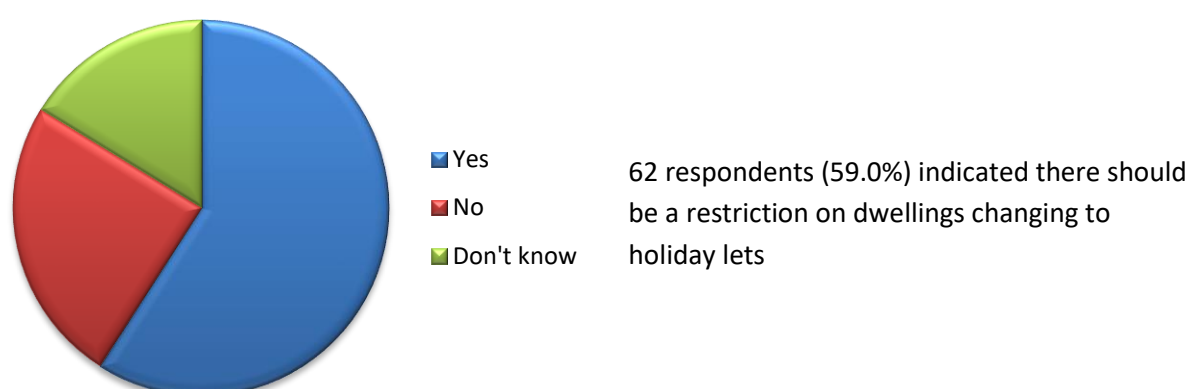 Yes
No
Don't know
62 respondents (59.0%) indicated there should
be a restriction on dwellings changing to
holiday lets